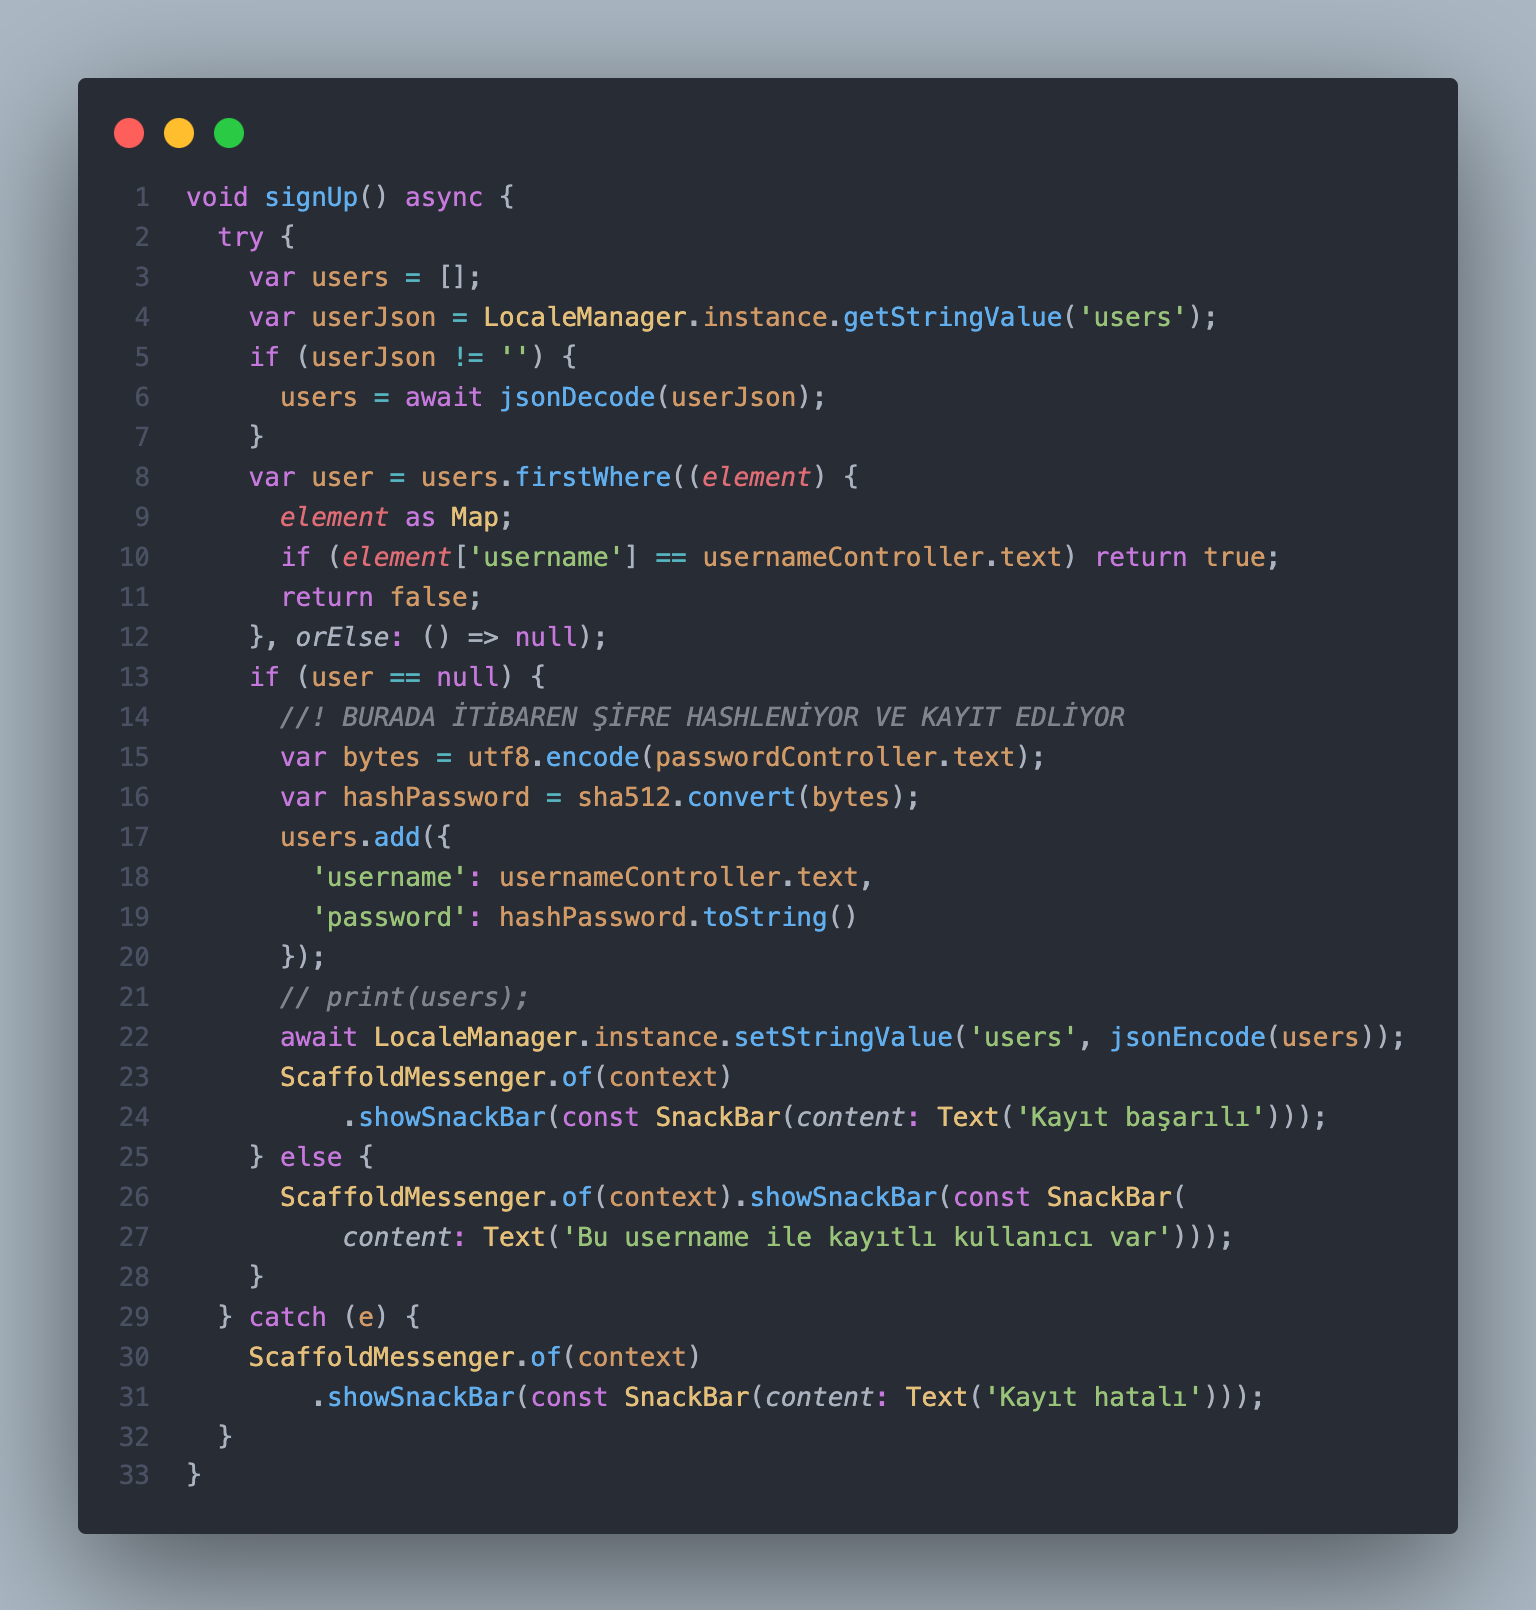 1 void signUp() async {
2   try {
3     var users = [];
4     var userJson = LocaleManager.instance.getStringValue('users');
5     if (userJson != '') {
6       users = await jsonDecode(userJson);
7     }
8     var user = users.firstWhere((element) {
9       element as Map;
10       if (element['username'] == usernameController.text) return true;
11       return false;
12     }, orElse: () => null);
13     if (user == null) {
14       //! BURADA İTİBAREN ŞİFRE HASHLENİYOR VE KAYIT EDLİYOR
15       var bytes = utf8.encode(passwordController.text);
16       var hashPassword = sha512.convert(bytes);
17       users.add({
18         'username': usernameController.text,
19         'password': hashPassword.toString()
20       });
21       // print(users);
22       await LocaleManager.instance.setStringValue('users', jsonEncode(users));
23       ScaffoldMessenger.of(context)
24           .showSnackBar(const SnackBar(content: Text('Kayıt başarılı')));
25     } else {
26       ScaffoldMessenger.of(context).showSnackBar(const SnackBar(
27           content: Text('Bu username ile kayıtlı kullanıcı var')));
28     }
29   } catch (e) {
30     ScaffoldMessenger.of(context)
31         .showSnackBar(const SnackBar(content: Text('Kayıt hatalı')));
32   }
33 }